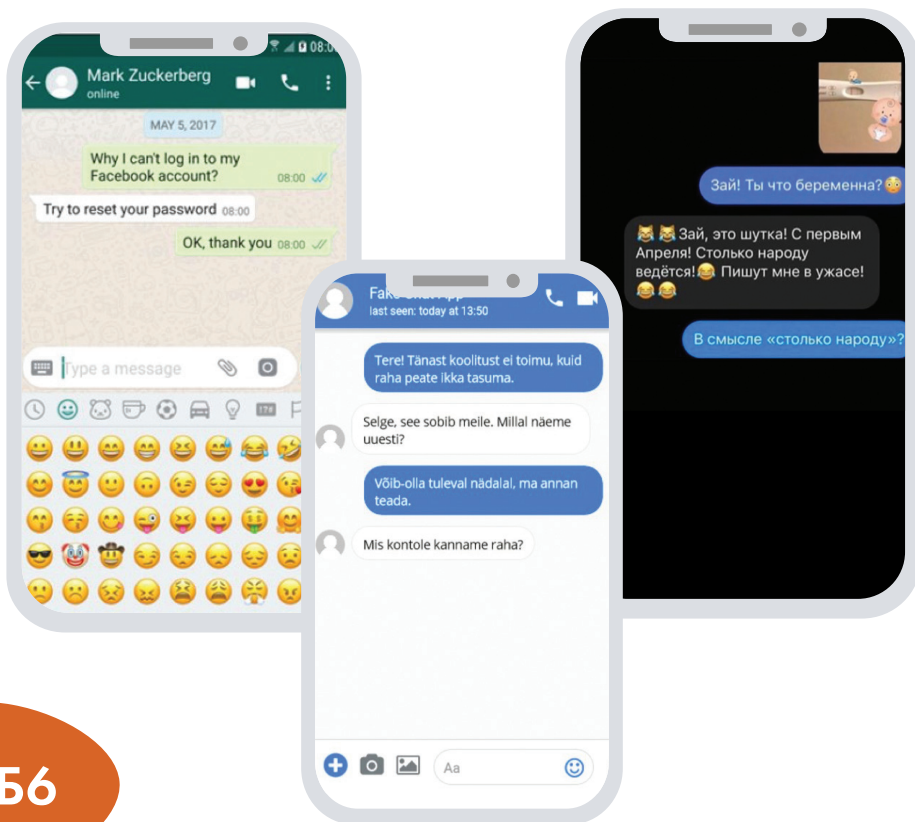 08:0
Mark Zuckerberg
online
MAY 5, 2017
Why I can't log in to my
Facebook account?
08:00
Try to reset your password 08:00
OK, thank you 08:00
Type a message
Зай! Ты что беременна?😳
😹😹Зай, это шутка! С первым
Апреля! Столько народу
ведётся!😂 Пишут мне в ужасе!
😂😂
В смысле «столько народу»?
last seen: today at 13:50
Tere! Tänast koolitust ei toimu, kuid
raha peate ikka tasuma.
Selge, see sobib meile. Millal näeme
uuesti?
Võib-olla tuleval nädalal, ma annan
teada.
Mis kontole kanname raha?
Aa
Б6